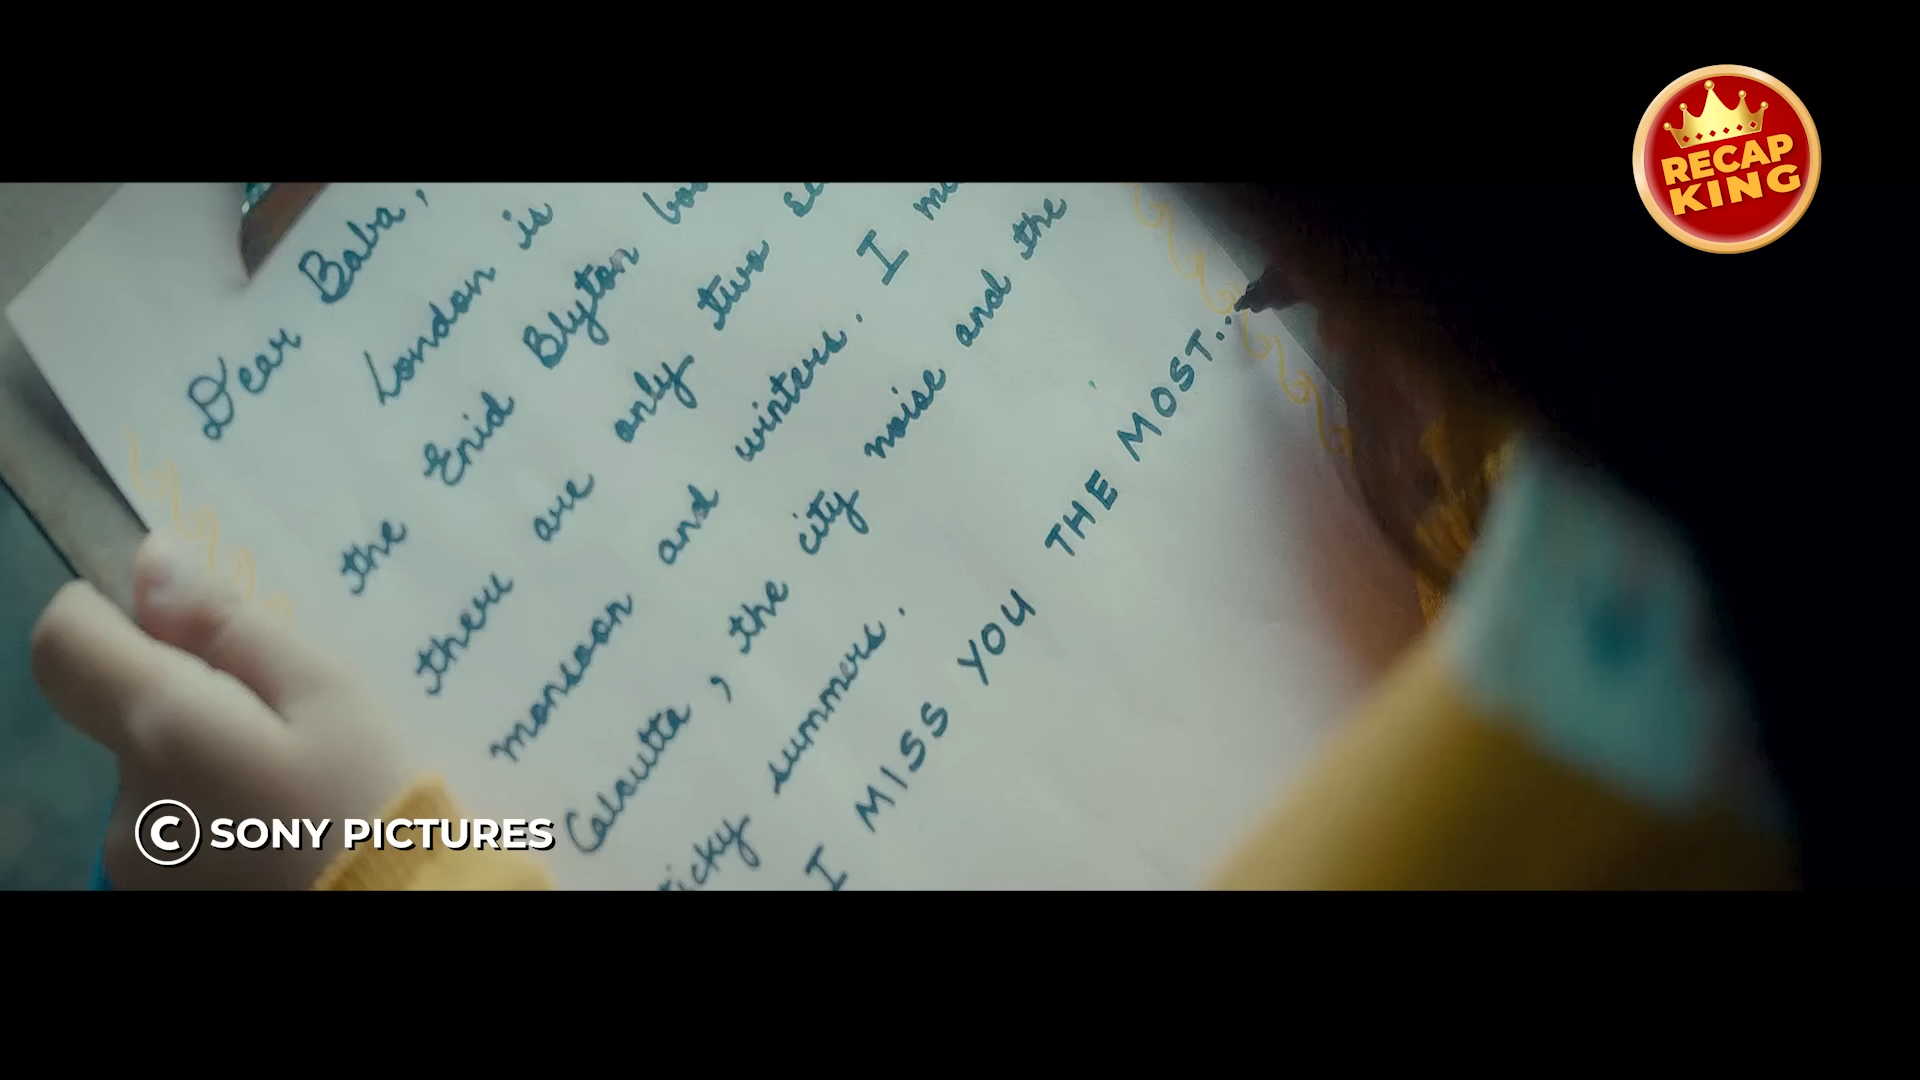 Dear Baba,
London is
the Enid Blyton
there are only two
monsoon and winters. I
Calcutta, the city noise and the
summers.
I MISS YOU THE MOST..
© SONY PICTURES
RECAP
KING